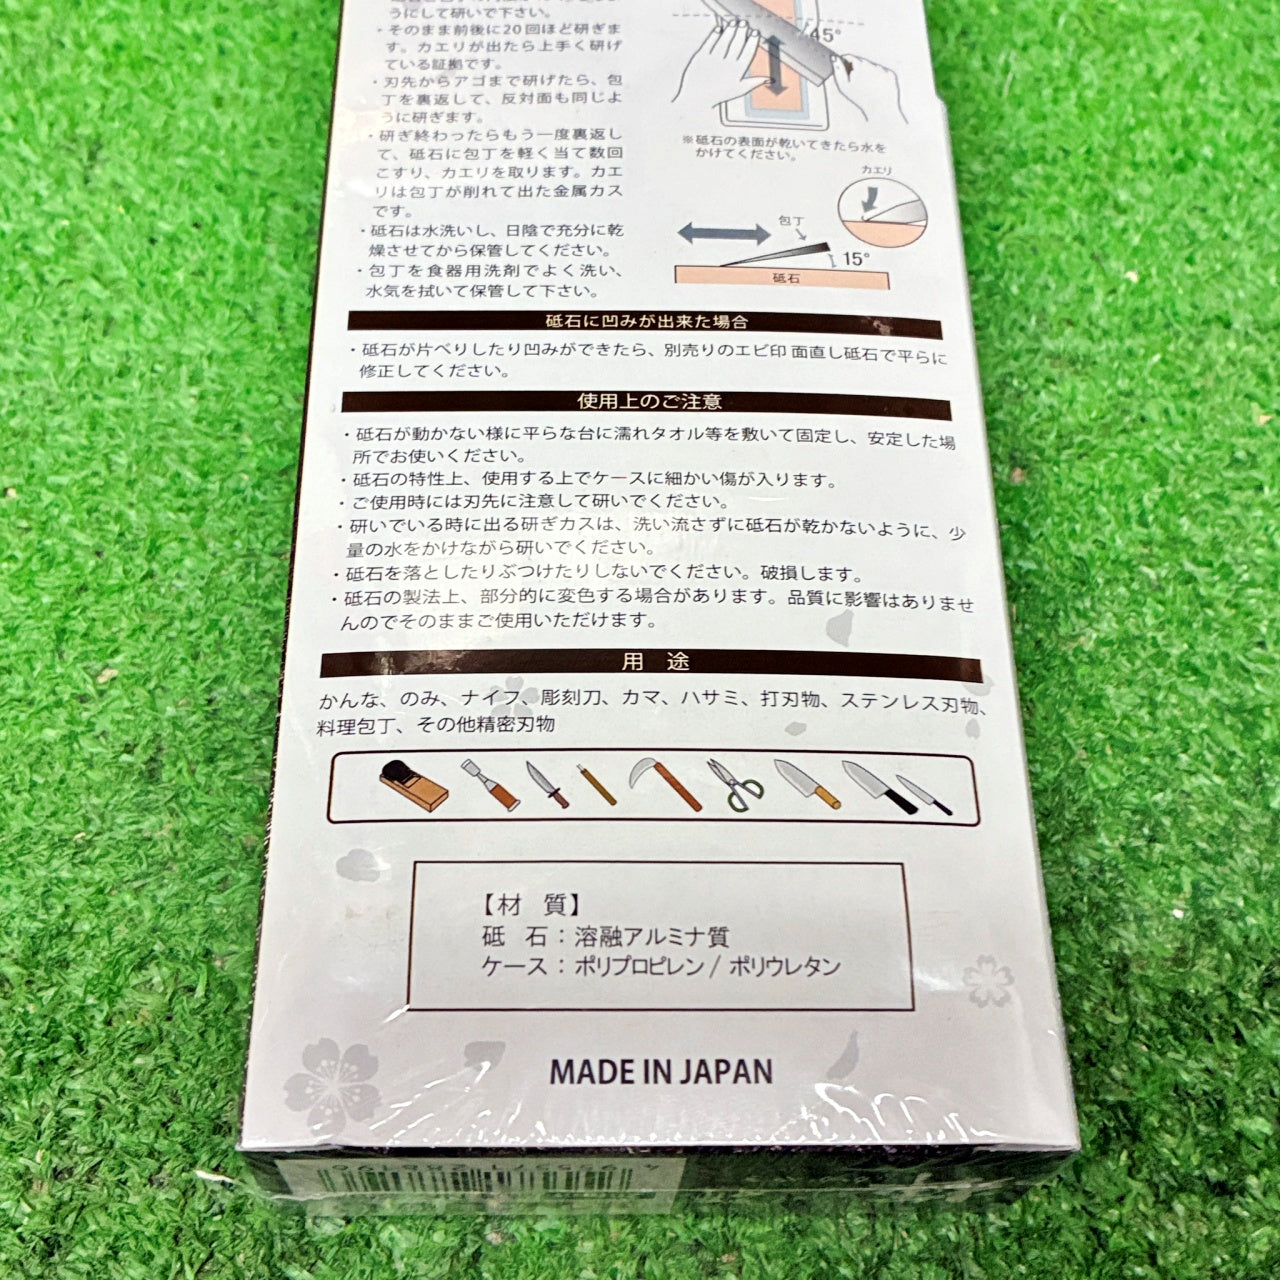 うにして研いで下さい。
・そのまま前後に20回ほど研ぎま
す。カエリが出たら上手く研げ
ている証拠です。
・刃先からアゴまで研げたら、包
丁を裏返して、反対面も同じよ
うに研ぎます。
・研ぎ終わったらもう一度裏返し
て、砥石に包丁を軽く当て数回
こすり、カエリを取ります。カエ
リは包丁が削れて出た金属カス
です。
・砥石は水洗いし、日陰で充分に乾
燥させてから保管してください。
・包丁を食器用洗剤でよく洗い、
水気を拭いて保管して下さい。
45°
※砥石の表面が乾いてきたら水を
かけてください。
カエリ
包丁
15°
砥石
砥石に凹みが出来た場合
・砥石が片べりしたり凹みができたら、別売りのエビ印 面直し砥石で平らに
修正してください。
使用上のご注意
・砥石が動かない様に平らな台に濡れタオル等を敷いて固定し、安定した場
所でお使いください。
・砥石の特性上、使用する上でケースに細かい傷が入ります。
・ご使用時には刃先に注意して研いでください。
・研いでいる時に出る研ぎカスは、洗い流さずに砥石が乾かないように、少
量の水をかけながら研いでください。
・砥石を落としたりぶつけたりしないでください。破損します。
・砥石の製法上、部分的に変色する場合があります。品質に影響はありませ
んのでそのままご使用いただけます。
用 途
かんな、のみ、ナイフ、彫刻刀、カマ、ハサミ、打刃物、ステンレス刃物、
料理包丁、その他精密刃物
【材 質】
砥 石：溶融アルミナ質
ケース：ポリプロピレン / ポリウレタン
MADE IN JAPAN